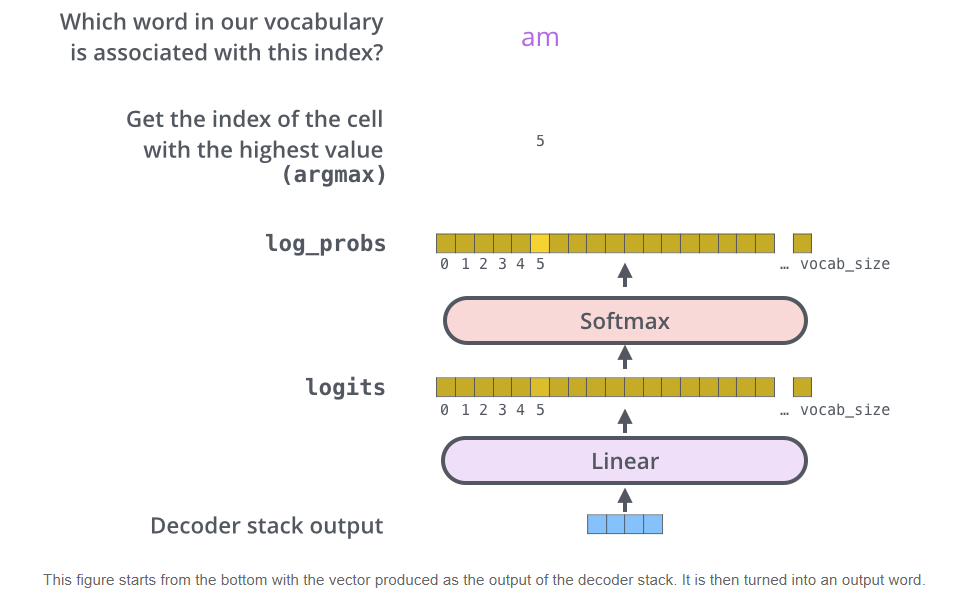 Which word in our vocabulary
is associated with this index?
am
Get the index of the cell
with the highest value
(argmax)
5
log_probs
0 1 2 3 4 5 … vocab_size
Softmax
logits
0 1 2 3 4 5 … vocab_size
Linear
Decoder stack output
This figure starts from the bottom with the vector produced as the output of the decoder stack. It is then turned into an output word.